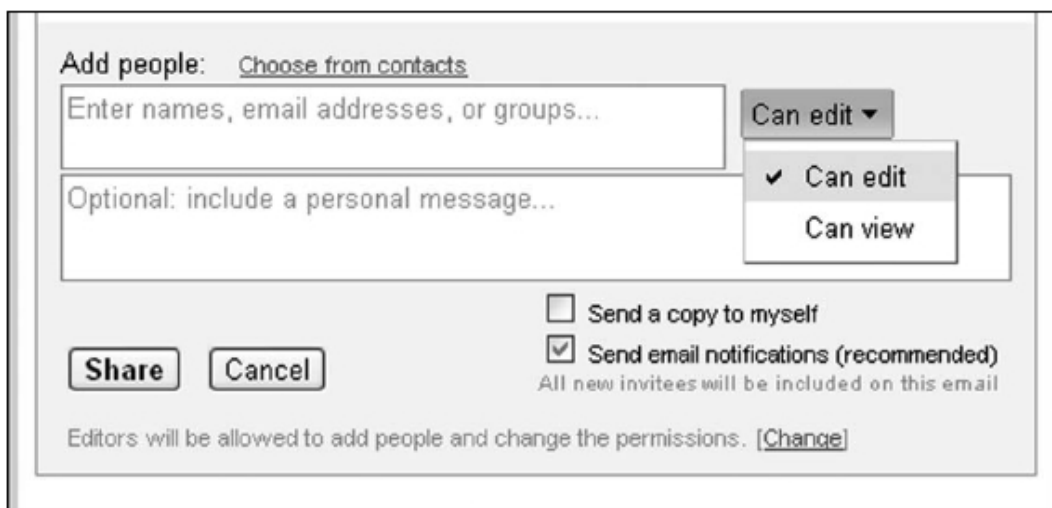 Add people: Choose from contacts
Enter names, email addresses, or groups...
Can edit
Can edit
Optional: include a personal message...
Can view
Send a copy to myself
Send email notifications (recommended)
All new invitees will be included on this email
Share Cancel
Editors will be allowed to add people and change the permissions. [Change]